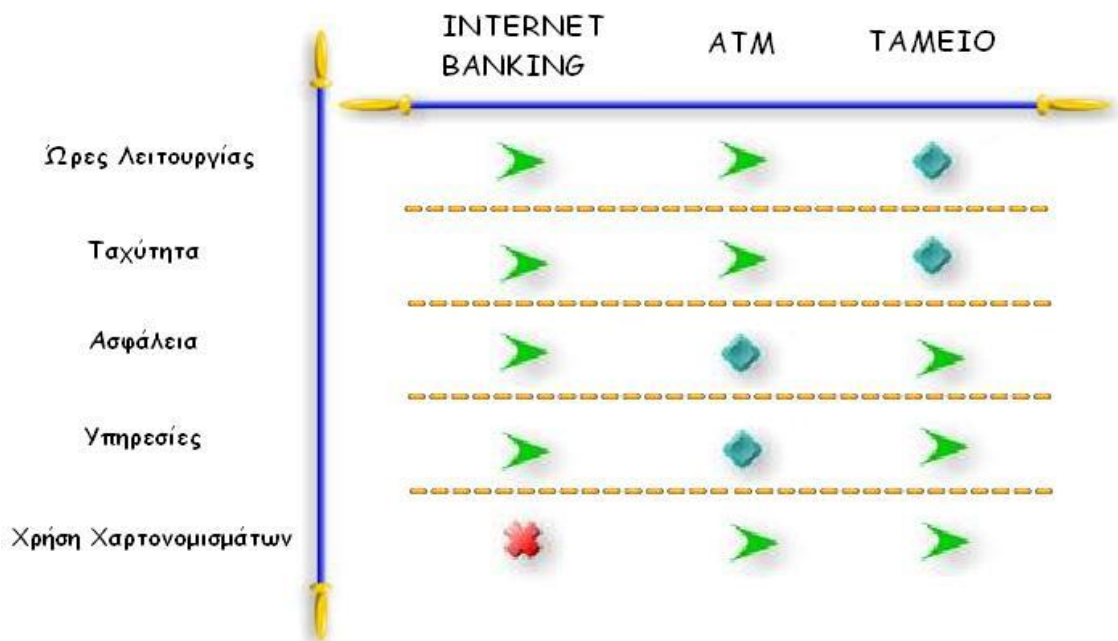 INTERNET
BANKING
ATM
ΤΑΜΕΙΟ
Ώρες Λειτουργίας
Ταχύτητα
Ασφάλεια
Υπηρεσίες
Χρήση Χαρτονομισμάτων